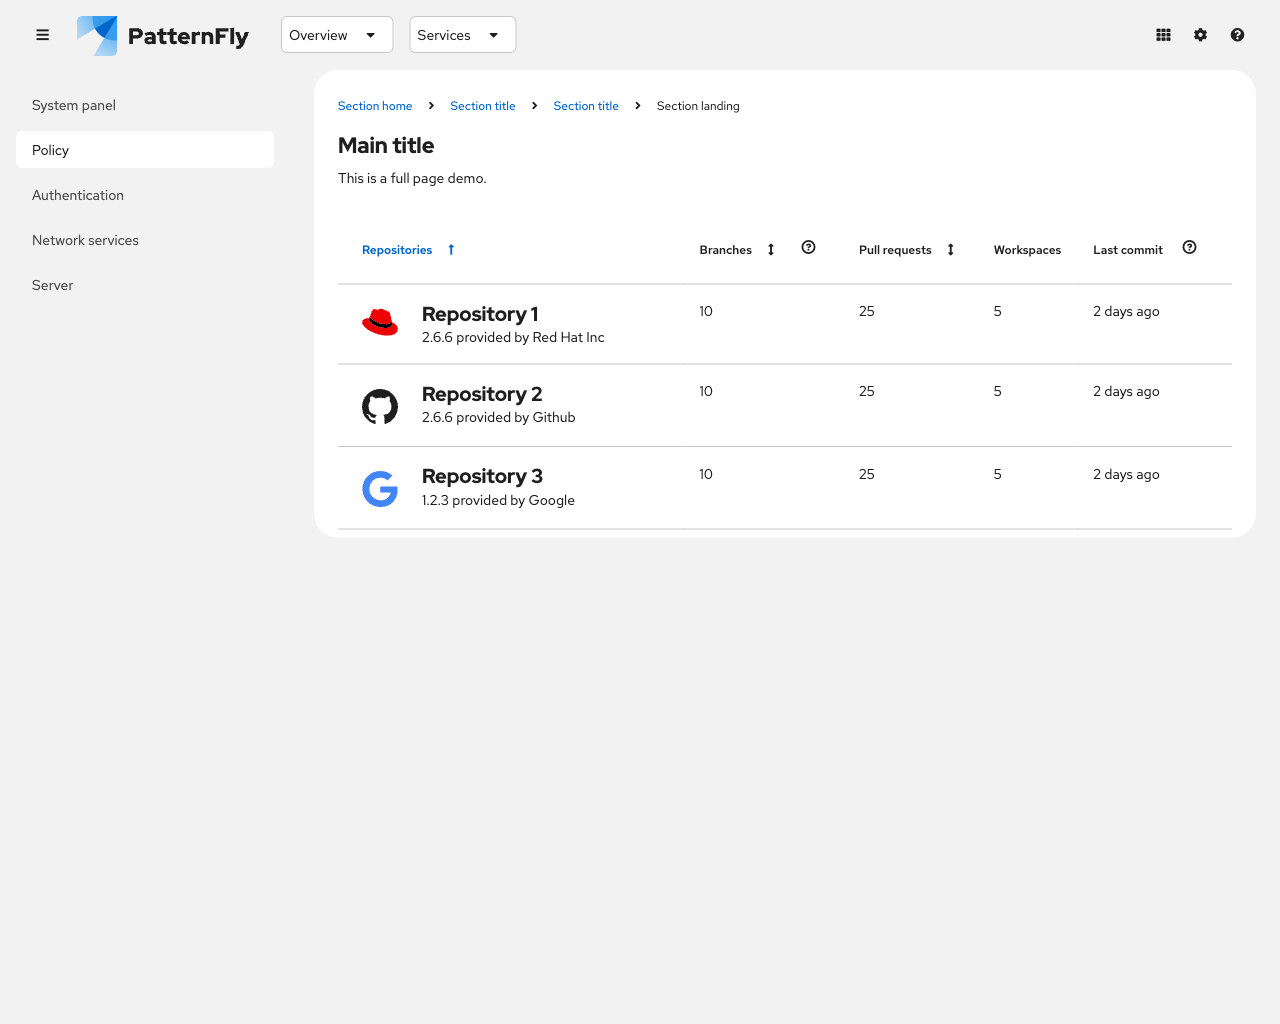 PatternFly
Overview
Services
System panel
Policy
Authentication
Network services
Server
Section home
Section title
Section title
Section landing
Main title
This is a full page demo.
Repositories Branches Pull requests Workspaces Last commit
Repository 1 10 25 5 2 days ago
2.6.6 provided by Red Hat Inc
Repository 2 10 25 5 2 days ago
2.6.6 provided by Github
Repository 3 10 25 5 2 days ago
1.2.3 provided by Google